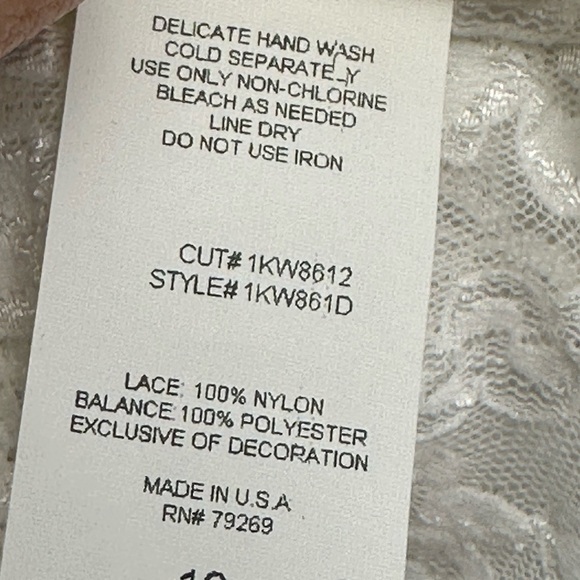 DELICATE HAND WASH
COLD SEPARATELY
USE ONLY NON-CHLORINE
BLEACH AS NEEDED
LINE DRY
DO NOT USE IRON
CUT# 1KW8612
STYLE# 1KW861D
LACE: 100% NYLON
BALANCE:100% POLYESTER
EXCLUSIVE OF DECORATION
MADE IN U.S.A
RN# 79269